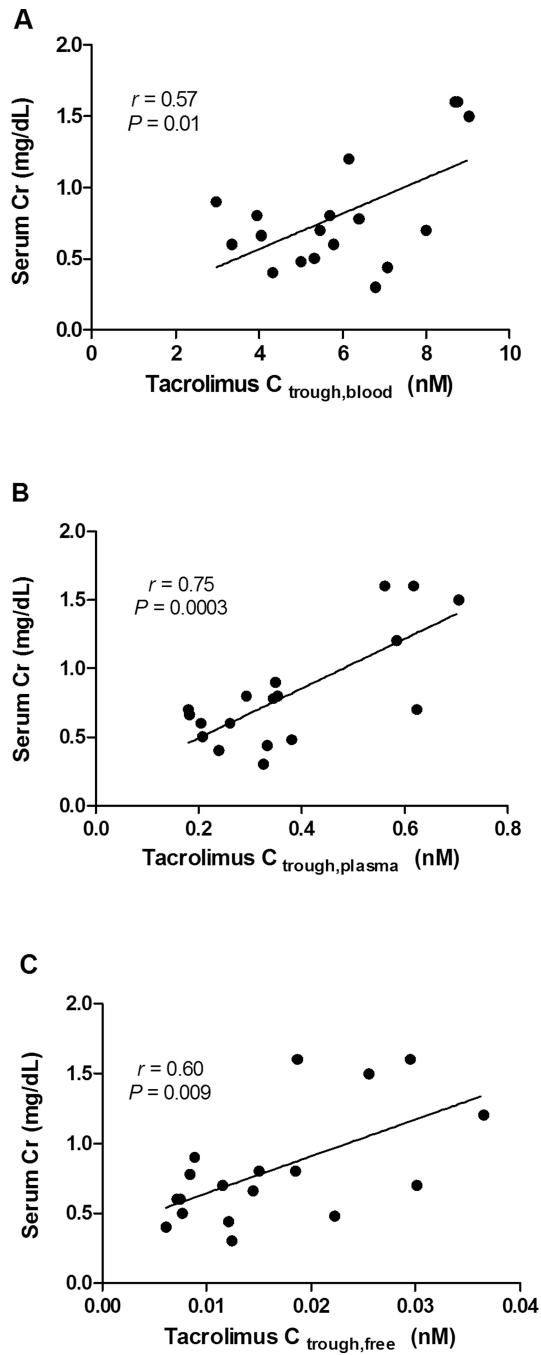 A
2.0
1.5
1.0
0.5
0.0
Serum Cr (mg/dL)
r = 0.57
P = 0.01
0 2 4 6 8 10
Tacrolimus C trough,blood (nM)
B
2.0
1.5
1.0
0.5
0.0
Serum Cr (mg/dL)
r = 0.75
P = 0.0003
0.0 0.2 0.4 0.6 0.8
Tacrolimus C trough,plasma (nM)
C
2.0
1.5
1.0
0.5
0.0
Serum Cr (mg/dL)
r = 0.60
P = 0.009
0.00 0.01 0.02 0.03 0.04
Tacrolimus C trough,free (nM)